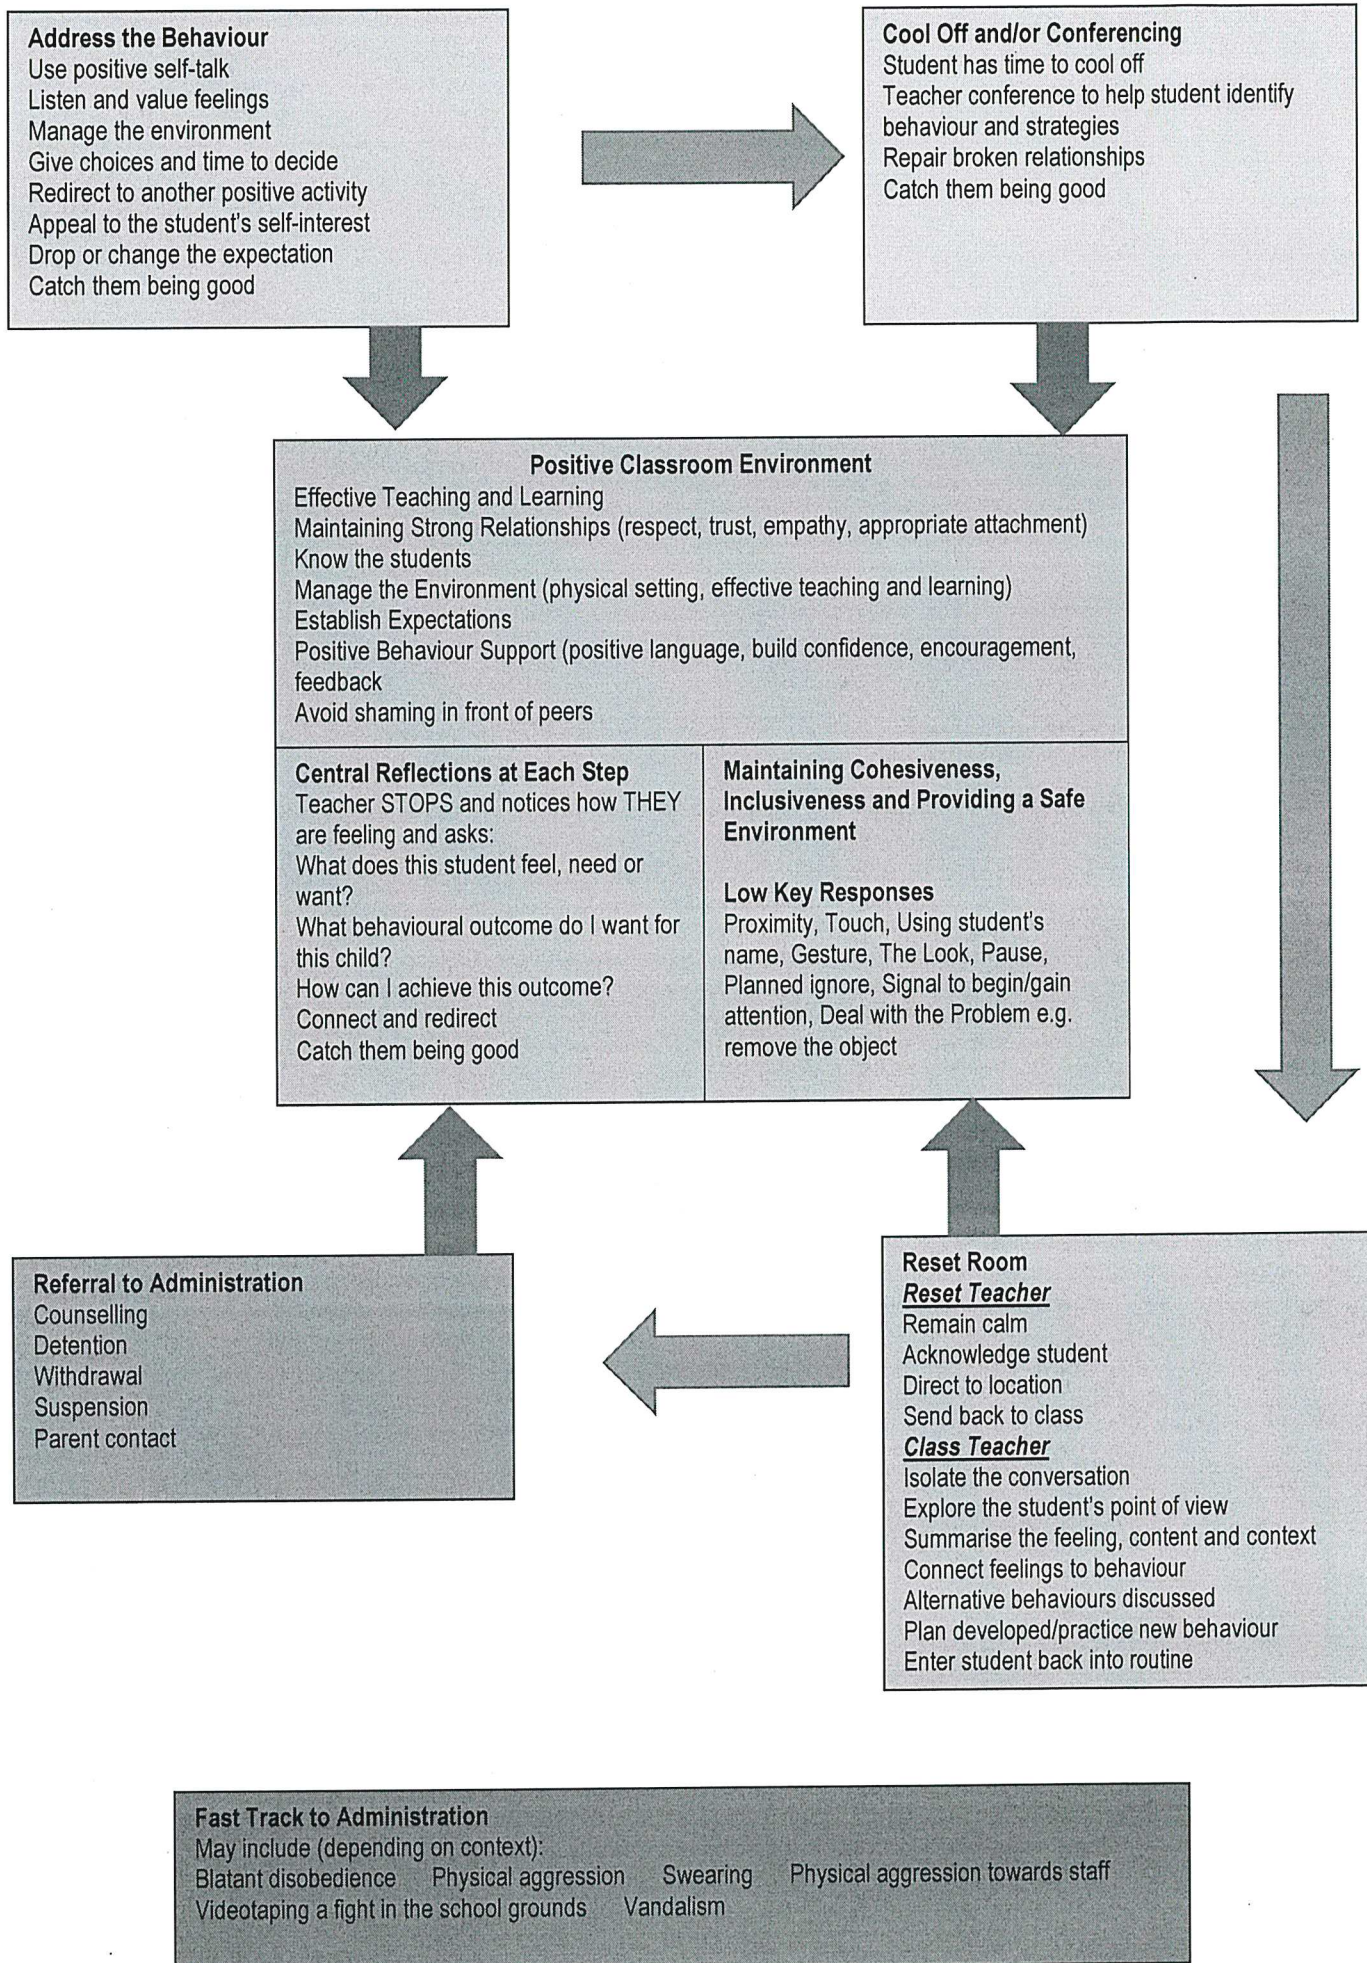 Address the Behaviour
Use positive self-talk
Listen and value feelings
Manage the environment
Give choices and time to decide
Redirect to another positive activity
Appeal to the student's self-interest
Drop or change the expectation
Catch them being good
Cool Off and/or Conferencing
Student has time to cool off
Teacher conference to help student identify
behaviour and strategies
Repair broken relationships
Catch them being good
Positive Classroom Environment
Effective Teaching and Learning
Maintaining Strong Relationships (respect, trust, empathy, appropriate attachment)
Know the students
Manage the Environment (physical setting, effective teaching and learning)
Establish Expectations
Positive Behaviour Support (positive language, build confidence, encouragement,
feedback
Avoid shaming in front of peers
Central Reflections at Each Step
Teacher STOPS and notices how THEY
are feeling and asks:
What does this student feel, need or
want?
What behavioural outcome do I want for
this child?
How can I achieve this outcome?
Connect and redirect
Catch them being good
Maintaining Cohesiveness,
Inclusiveness and Providing a Safe
Environment
Low Key Responses
Proximity, Touch, Using student's
name, Gesture, The Look, Pause,
Planned ignore, Signal to begin/gain
attention, Deal with the Problem e.g.
remove the object
Referral to Administration
Counselling
Detention
Withdrawal
Suspension
Parent contact
Reset Room
Reset Teacher
Remain calm
Acknowledge student
Direct to location
Send back to class
Class Teacher
Isolate the conversation
Explore the student's point of view
Summarise the feeling, content and context
Connect feelings to behaviour
Alternative behaviours discussed
Plan developed/practice new behaviour
Enter student back into routine
Fast Track to Administration
May include (depending on context):
Blatant disobedience Physical aggression Swearing Physical aggression towards staff
Videotaping a fight in the school grounds Vandalism